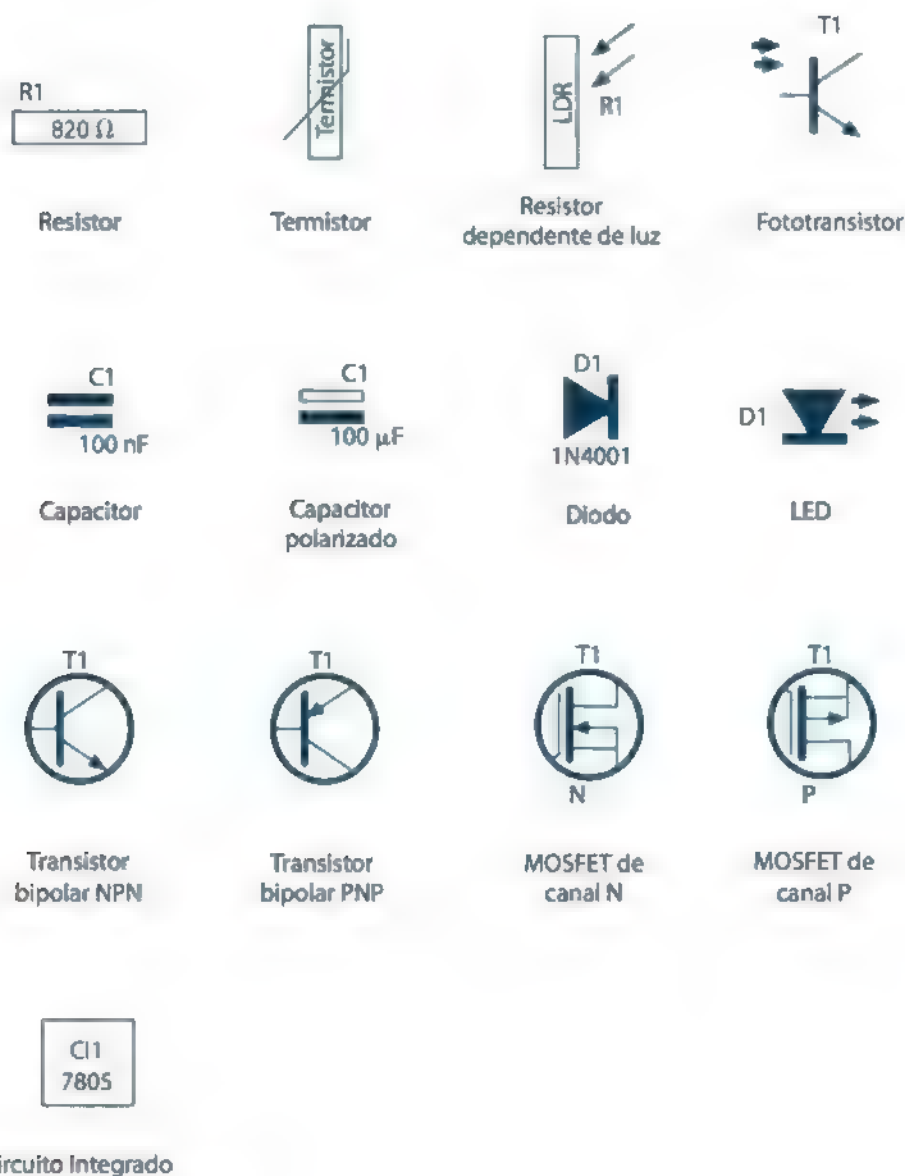 R1
820 Ω
Resistor
Termistor
Termistor
LDR
R1
Resistor
dependente de luz
T1
Fototransistor
C1
100 nF
Capacitor
C1
100 µF
Capacitor
polarizado
D1
1N4001
Diodo
D1
LED
T1
Transistor
bipolar NPN
T1
Transistor
bipolar PNP
T1
N
MOSFET de
canal N
T1
P
MOSFET de
canal P
CI1
7805
ircuito Integrado